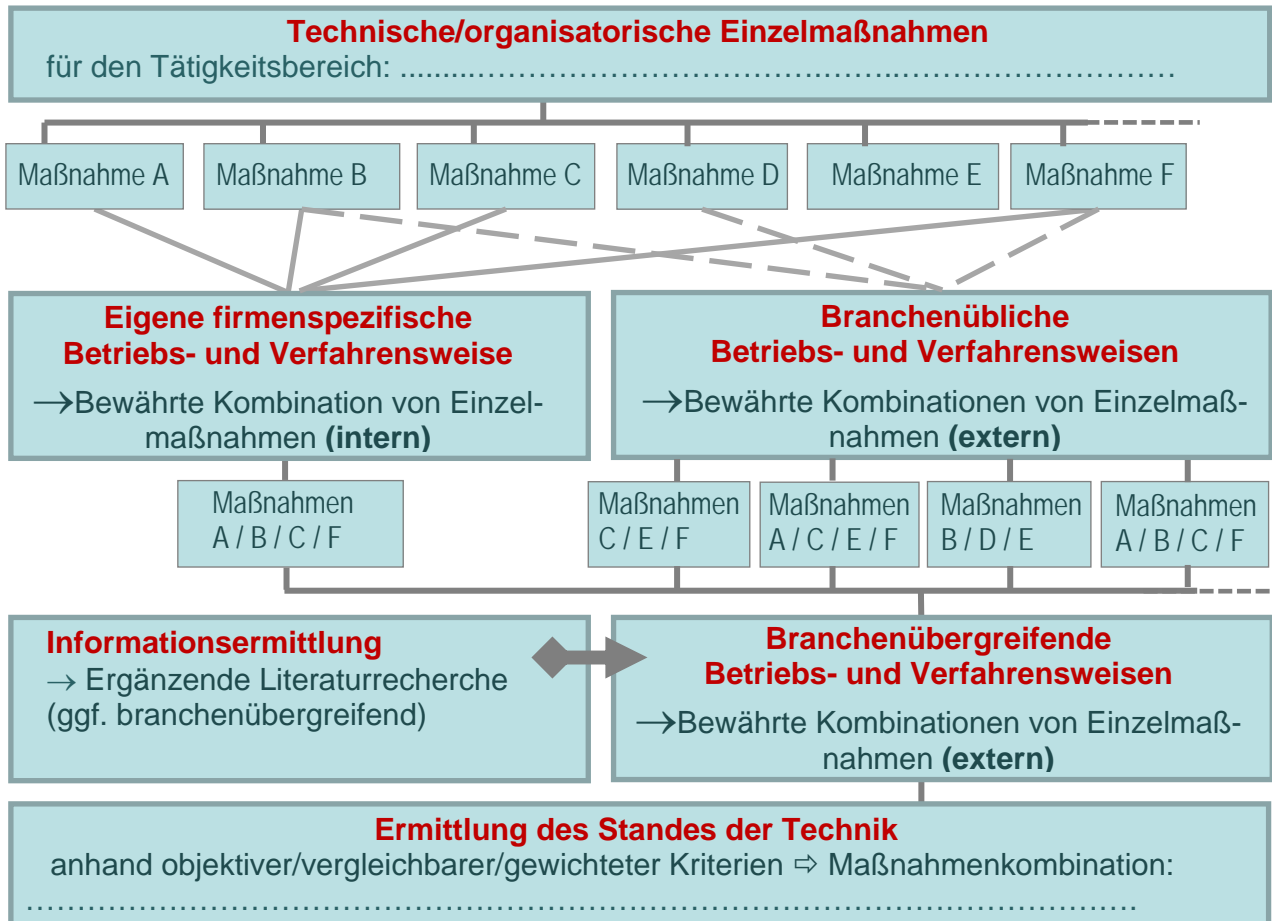 Technische/organisatorische Einzelmaßnahmen
für den Tätigkeitsbereich: ..........……………………………………..……..…………………………
Maßnahme A
Maßnahme B
Maßnahme C
Maßnahme D
Maßnahme E
Maßnahme F
Eigene firmenspezifische
Betriebs- und Verfahrensweise
→Bewährte Kombination von Einzel-
maßnahmen (intern)
Branchenübliche
Betriebs- und Verfahrensweisen
→Bewährte Kombinationen von Einzelmaß-
nahmen (extern)
Maßnahmen
A / B / C / F
Maßnahmen
C / E / F
Maßnahmen
A / C / E / F
Maßnahmen
B / D / E
Maßnahmen
A / B / C / F
Informationsermittlung
→ Ergänzende Literaturrecherche
(ggf. branchenübergreifend)
Branchenübergreifende
Betriebs- und Verfahrensweisen
→Bewährte Kombinationen von Einzelmaß-
nahmen (extern)
Ermittlung des Standes der Technik
anhand objektiver/vergleichbarer/gewichteter Kriterien ⇨ Maßnahmenkombination:
…………………………………………………………………………………………………….